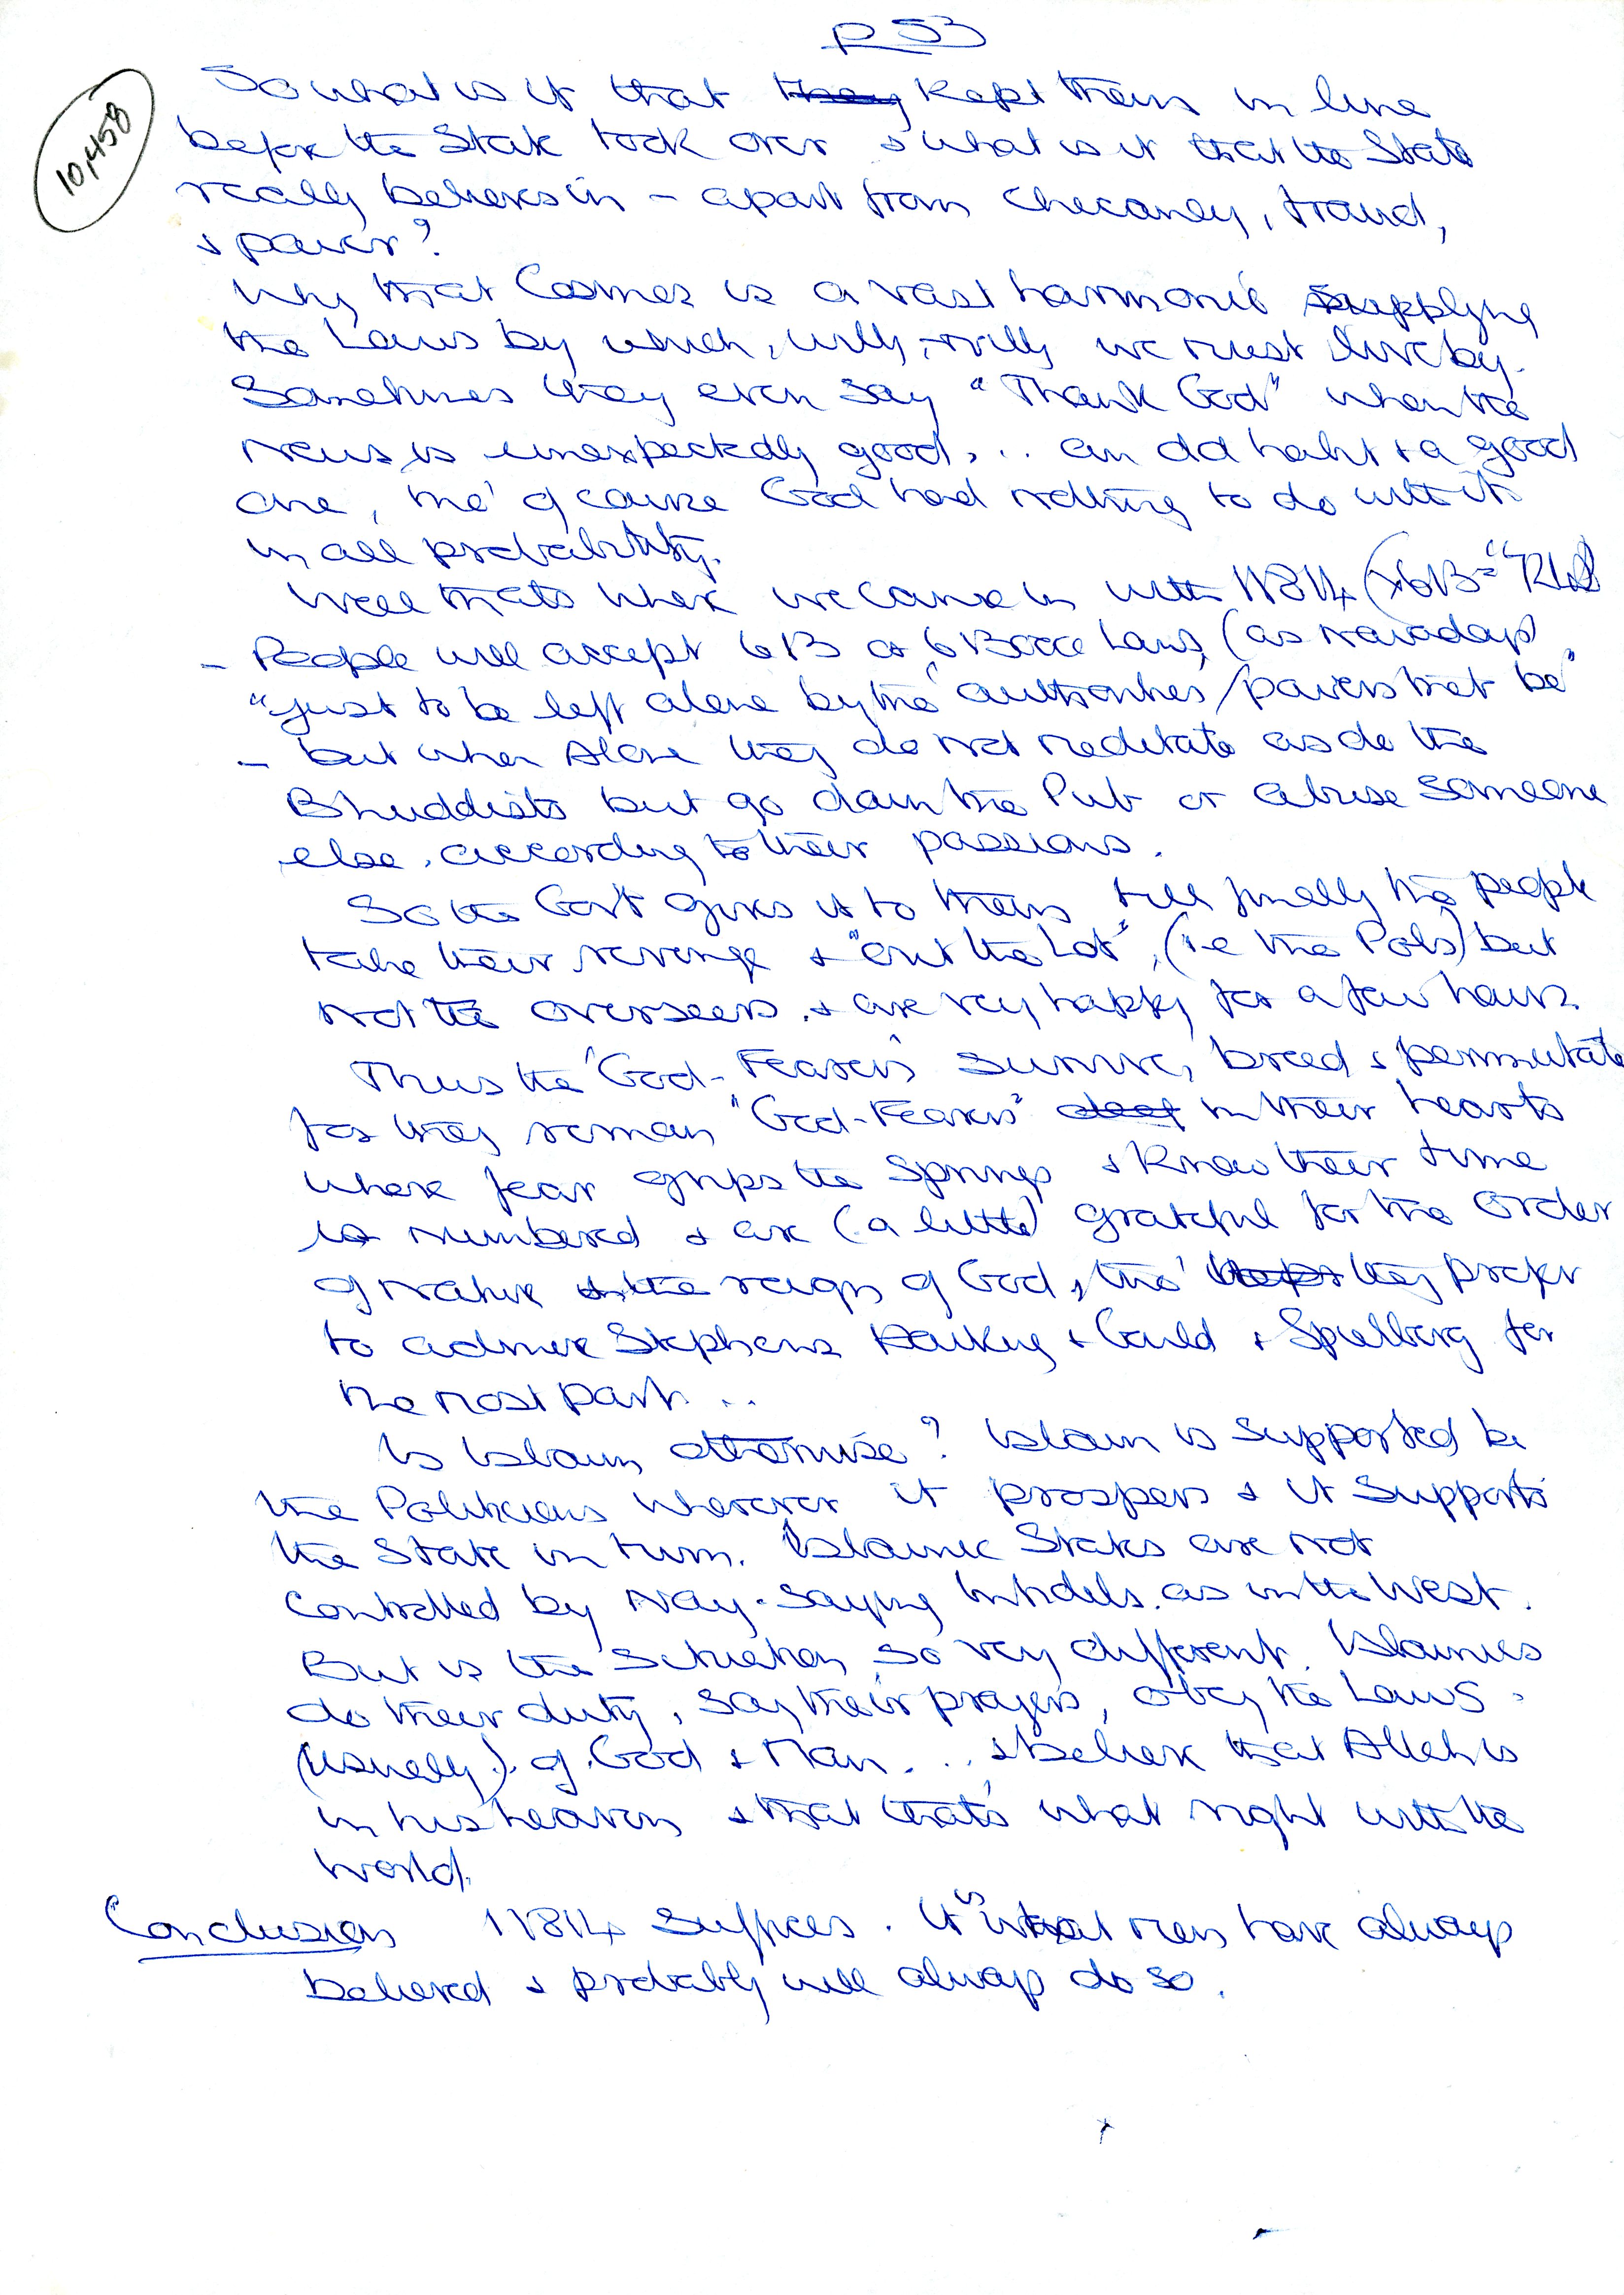 p 53
10,458
So what is it that they kept them in line
before the State took over & what is it that the State
really believes in - apart from checanery, fraud,
& power?
Why that Cosmos is a vast harmonic supplying
the Laws by which, willy, nilly we must live by.
Sometimes they even say "Thank God" when the
news is unexpectedly good... an old habit & a good
one, tho' of course God had nothing to do with it
in all probability.
Well thats where we came in with 11814
- People will accept 6B or 6 Laws, (as nowadays)
"just to be left alone by the authorities/powers that be"
- but when Alone they do not meditate as do the
Bhuddists but go down the Pub or abuse someone
else, according to their passions.
So the Govt gives it to them till finally the people
take their revenge & "out the Lot", (i.e the Pols) but
not the overseers, & are very happy for a few hours.
Thus the 'God-Fearers' survive, breed & permutate
for they remain "God-Fearers" deep in their hearts
where fear grips the springs & know their time
is numbered & are (a little) grateful for the order
of nature & the reign of God, tho' they prefer
to admire Stephens Hawking & Gould & Spielberg for
the most part...
Is Islam otherwise? Islam is supported be
the Politicians wherever it prospers & it supports
the State in turn. Islamic States are not
controlled by Nay-saying Infidels. as in the West.
But is the situation so very different. Islamics
do their duty, say their prayers, obey the Laws
(usually). of God & Man... & believe that Allah is
in his heaven & that that's what right with the
world.
Conclusion 11814 suffices. It is what men have always
believed & probably will always do so.